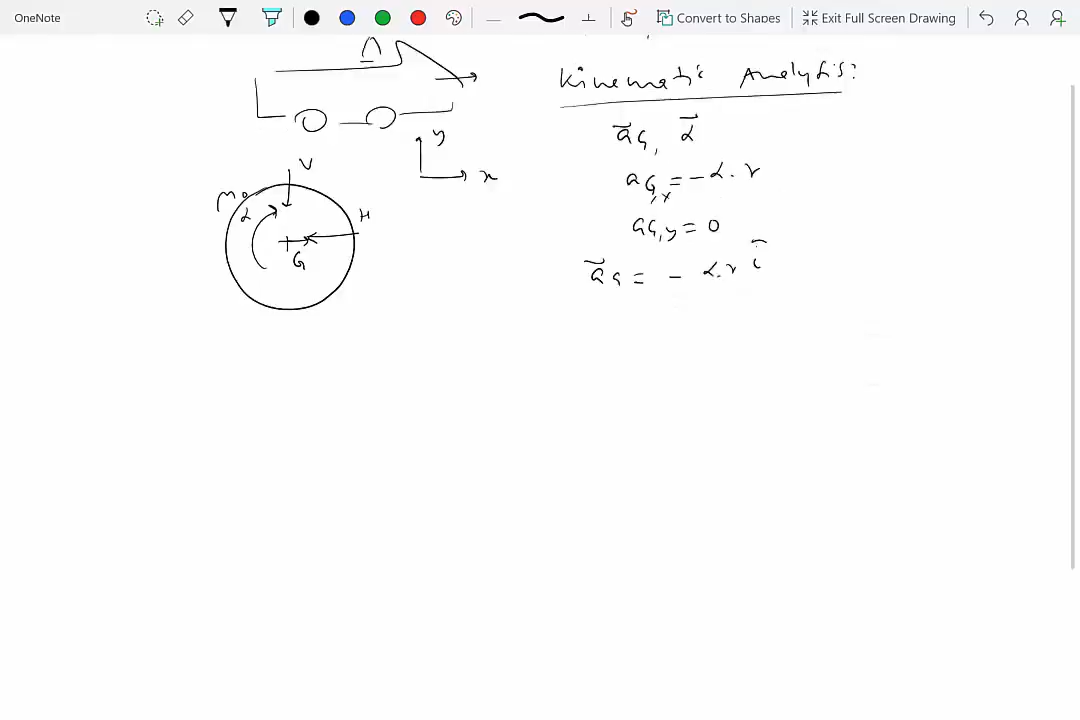 OneNote
Convert to Shapes
Exit Full Screen Drawing
Kinematic Analysis:
a⃗G, α⃗
aG,x = -α.r
aG,y = 0
a⃗G = - α.r î
y
x
V
M
α
H
G